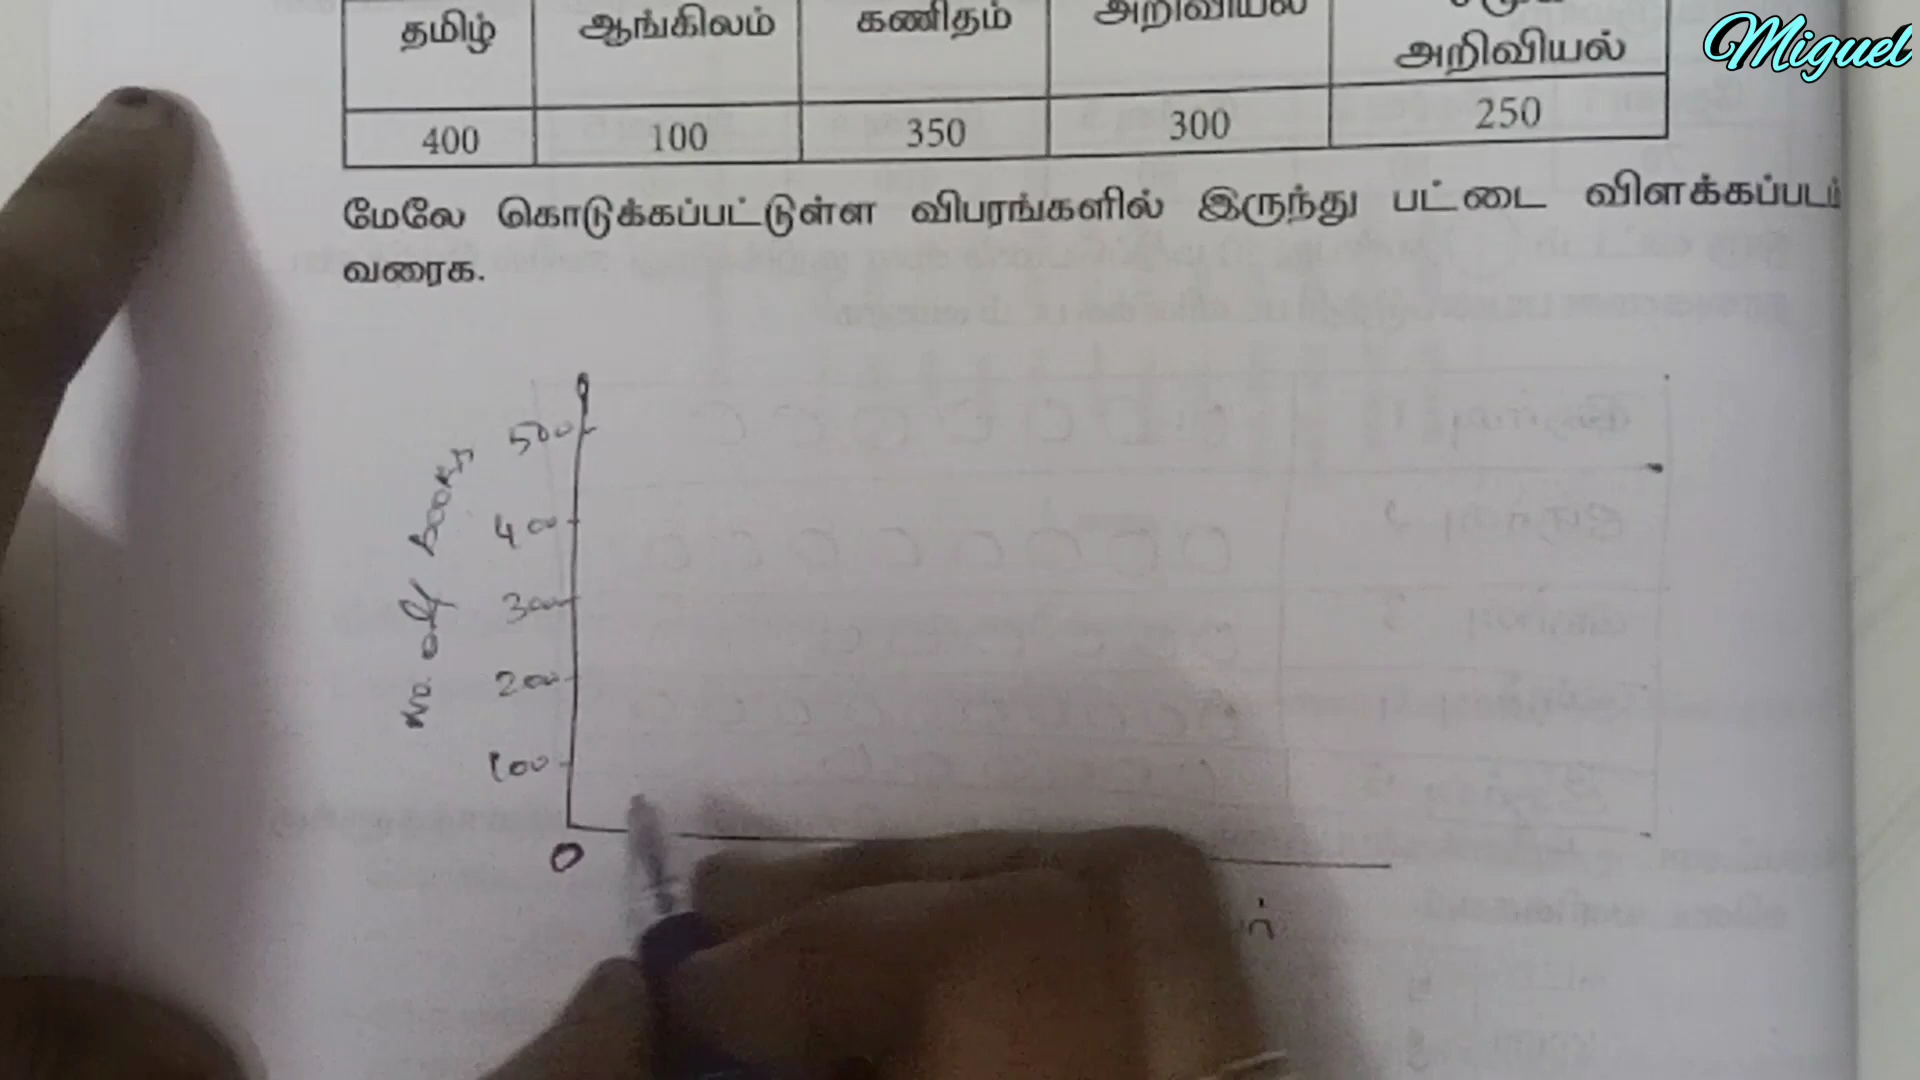 Miguel
தமிழ் ஆங்கிலம் கணிதம் அறிவியல்
அறிவியல்
400 100 350 300 250
மேலே கொடுக்கப்பட்டுள்ள விபரங்களில் இருந்து பட்டை விளக்கப்படம்
வரைக.
No. of Books
500
400
300
200
100
0